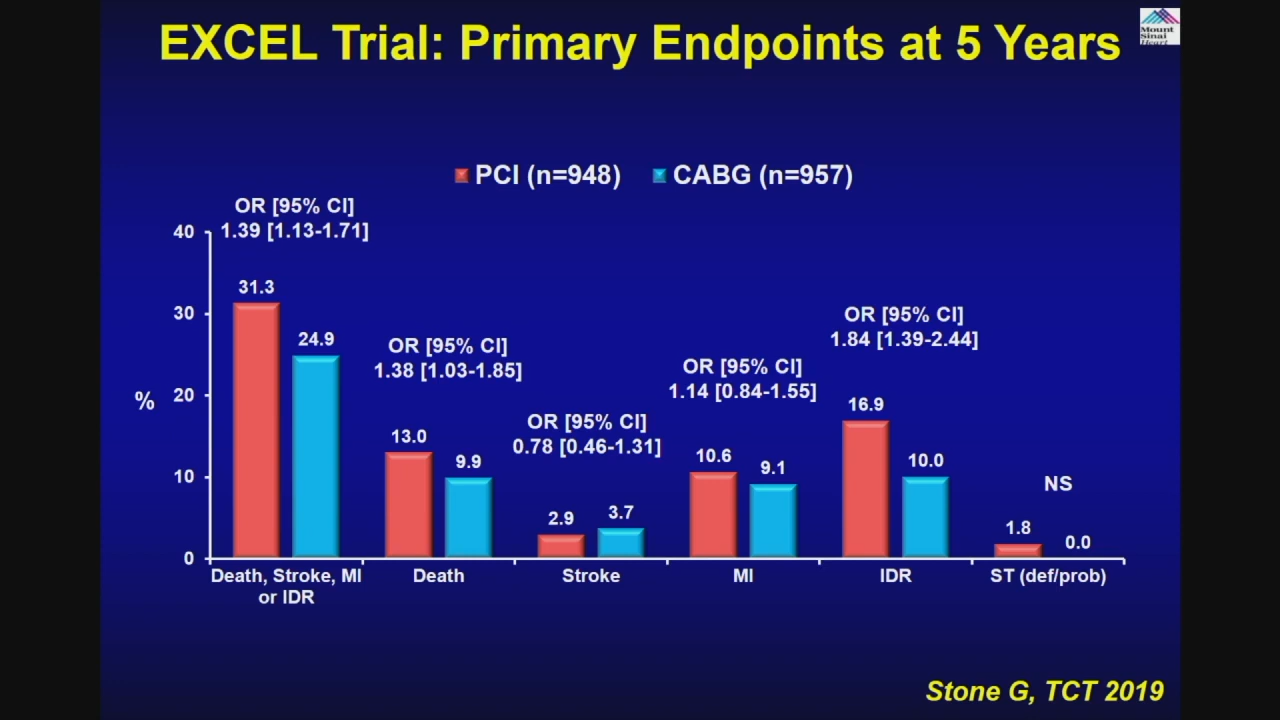 EXCEL Trial: Primary Endpoints at 5 Years
Mount
Sinai
Heart
PCI (n=948)
CABG (n=957)
OR [95% CI]
1.39 [1.13-1.71]
OR [95% CI]
1.38 [1.03-1.85]
OR [95% CI]
0.78 [0.46-1.31]
OR [95% CI]
1.14 [0.84-1.55]
OR [95% CI]
1.84 [1.39-2.44]
NS
%
40
30
20
10
0
31.3
24.9
13.0
9.9
2.9
3.7
10.6
9.1
16.9
10.0
1.8
0.0
Death, Stroke, MI
or IDR
Death
Stroke
MI
IDR
ST (def/prob)
Stone G, TCT 2019